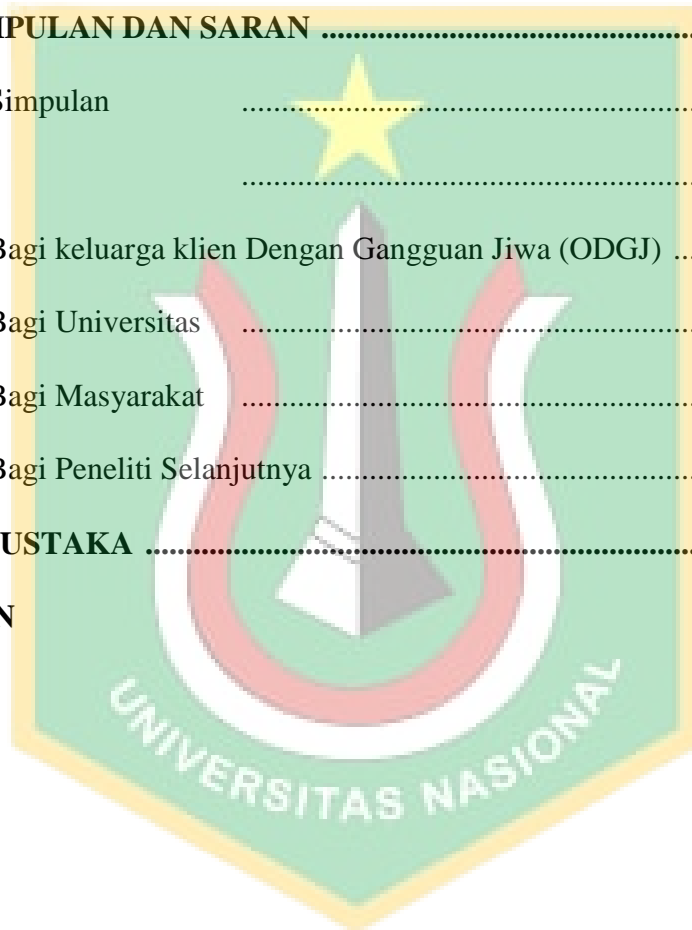 IPULAN DAN SARAN ................................................
Simpulan ................................................
................................................
Bagi keluarga klien Dengan Gangguan Jiwa (ODGJ) ...
Bagi Universitas ................................................
Bagi Masyarakat ................................................
Bagi Peneliti Selanjutnya ................................................
USTAKA ................................................
N
UNIVERSITAS NASIONAL